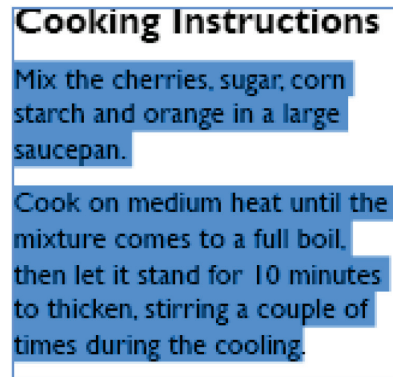 Cooking Instructions
Mix the cherries, sugar, corn
starch and orange in a large
saucepan.
Cook on medium heat until the
mixture comes to a full boil,
then let it stand for 10 minutes
to thicken, stirring a couple of
times during the cooling.